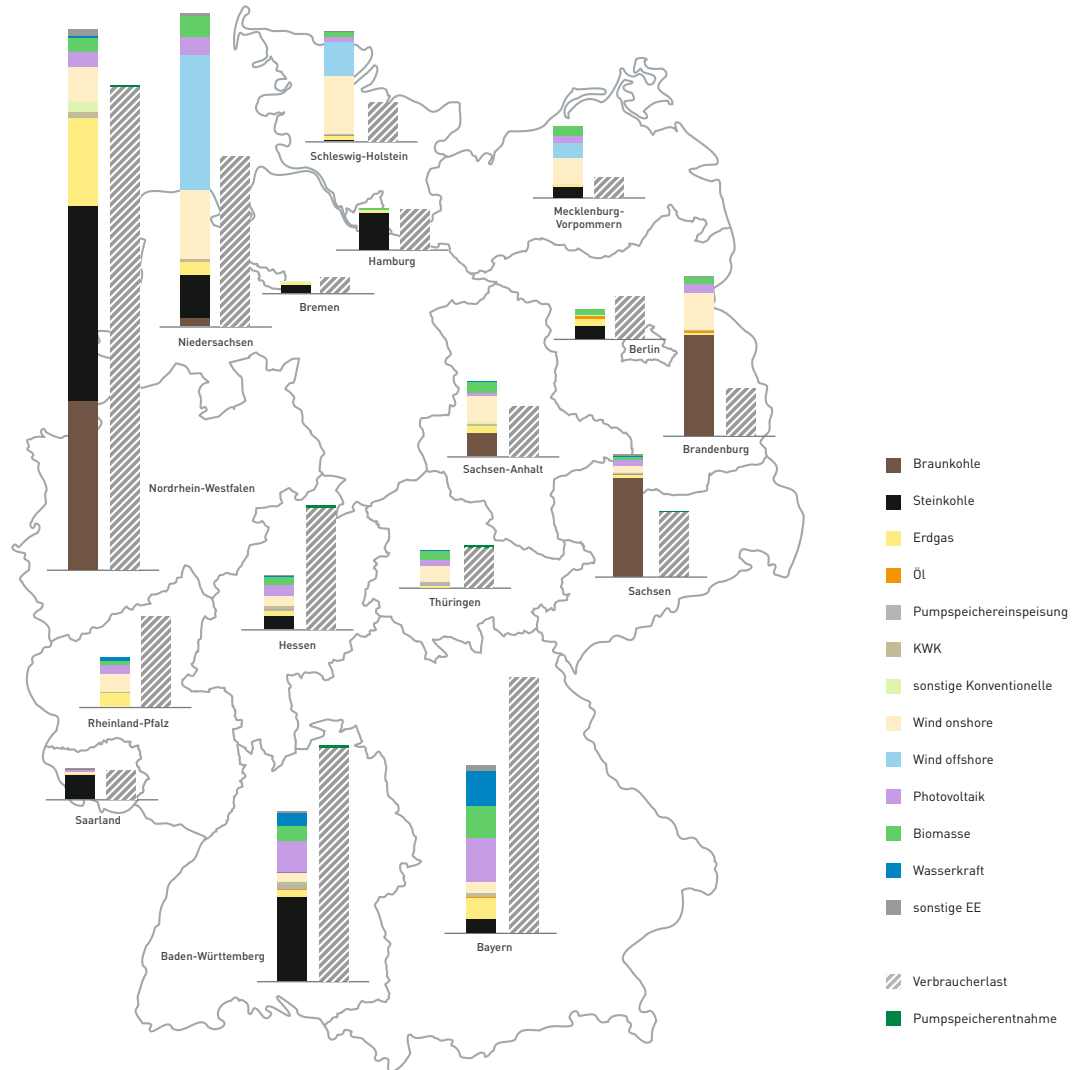 Schleswig-Holstein
Mecklenburg-
Vorpommern
Hamburg
Bremen
Niedersachsen
Berlin
Brandenburg
Sachsen-Anhalt
Nordrhein-Westfalen
Sachsen
Thüringen
Hessen
Rheinland-Pfalz
Saarland
Baden-Württemberg
Bayern
Braunkohle
Steinkohle
Erdgas
Öl
Pumpspeichereinspeisung
KWK
sonstige Konventionelle
Wind onshore
Wind offshore
Photovoltaik
Biomasse
Wasserkraft
sonstige EE
Verbraucherlast
Pumpspeicherentnahme